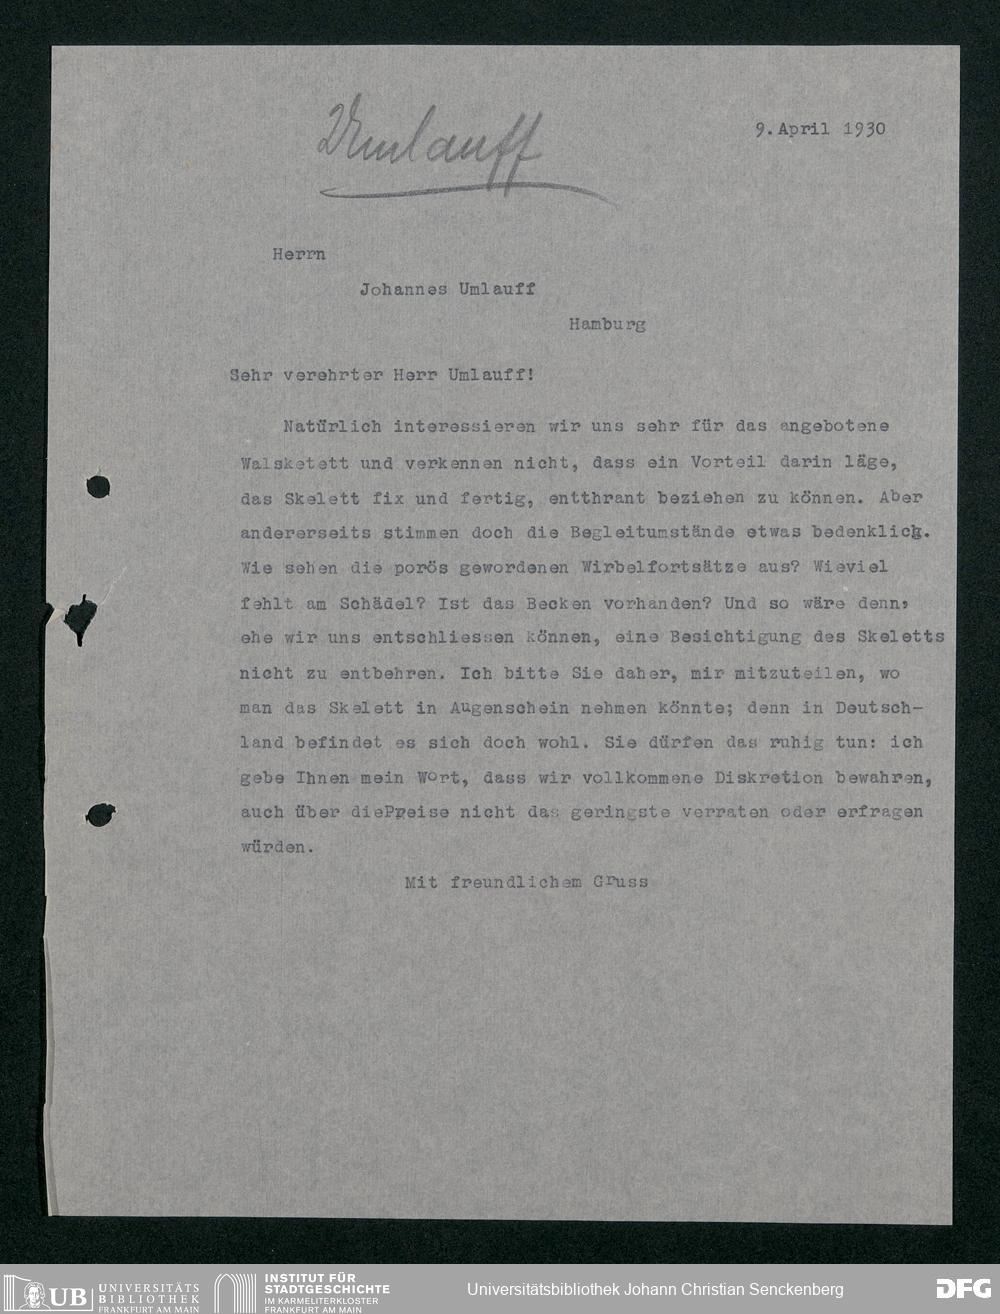 Umlauff
9.April 1930
Herrn
Johannes Umlauff
Hamburg
Sehr verehrter Herr Umlauff!
Natürlich interessieren wir uns sehr für das angebotene
Walsketett und verkennen nicht, dass ein Vorteil darin läge,
das Skelett fix und fertig, entthrant beziehen zu können. Aber
andererseits stimmen doch die Begleitumstände etwas bedenklich.
Wie sehen die porös gewordenen Wirbelfortsätze aus? Wieviel
fehlt am Schädel? Ist das Becken vorhanden? Und so wäre denn,
ehe wir uns entschliessen können, eine Besichtigung des Skeletts
nicht zu entbehren. Ich bitte Sie daher, mir mitzuteilen, wo
man das Skelett in Augenschein nehmen könnte; denn in Deutsch-
land befindet es sich doch wohl. Sie dürfen das ruhig tun: ich
gebe Ihnen mein Wort, dass wir vollkommene Diskretion bewahren,
auch über diePreise nicht das geringste verraten oder erfragen
würden.
Mit freundlichem Gruss
UB UNIVERSITÄTS
BIBLIOTHEK
FRANKFURT AM MAIN
INSTITUT FÜR
STADTGESCHICHTE
IM KARMELITERKLOSTER
FRANKFURT AM MAIN
Universitätsbibliothek Johann Christian Senckenberg
DFG